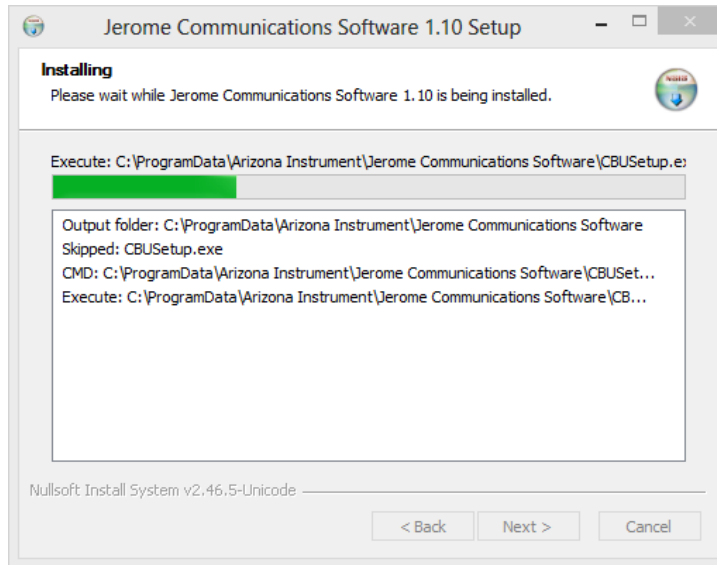 Jerome Communications Software 1.10 Setup
Installing
Please wait while Jerome Communications Software 1.10 is being installed.
Execute: C:\ProgramData\Arizona Instrument\Jerome Communications Software\CBUSetup.ex
Output folder: C:\ProgramData\Arizona Instrument\Jerome Communications Software
Skipped: CBUSetup.exe
CMD: C:\ProgramData\Arizona Instrument\Jerome Communications Software\CBUSet...
Execute: C:\ProgramData\Arizona Instrument\Jerome Communications Software\CB...
Nullsoft Install System v2.46.5-Unicode
< Back Next > Cancel